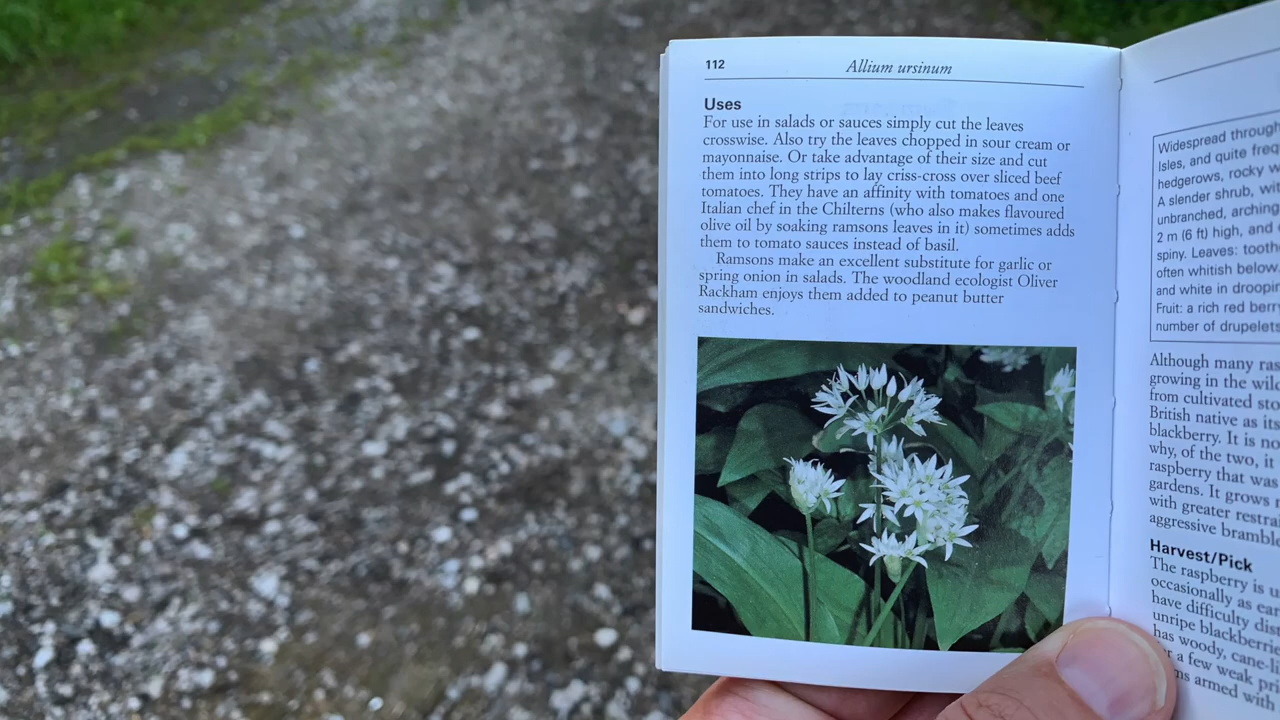 112
Allium ursinum
Uses
For use in salads or sauces simply cut the leaves
crosswise. Also try the leaves chopped in sour cream or
mayonnaise. Or take advantage of their size and cut
them into long strips to lay criss-cross over sliced beef
tomatoes. They have an affinity with tomatoes and one
Italian chef in the Chilterns (who also makes flavoured
olive oil by soaking ramsons leaves in it) sometimes adds
them to tomato sauces instead of basil.
Ramsons make an excellent substitute for garlic or
spring onion in salads. The woodland ecologist Oliver
Rackham enjoys them added to peanut butter
sandwiches.
Widespread through
Isles, and quite freq
hedgerows, rocky w
A slender shrub, wi
unbranched, arching
2 m (6 ft) high, and
spiny. Leaves: tooth
often whitish below.
and white in droopin
Fruit: a rich red berr
number of drupelets
Although many ras
growing in the wil
from cultivated sto
British native as its
blackberry. It is no
why, of the two, it
raspberry that was
gardens. It grows
with greater restra
aggressive bramble
Harvest/Pick
The raspberry is u
occasionally as ear
have difficulty dis
unripe blackberrie
has woody, cane-li
a few weak pri
armed with